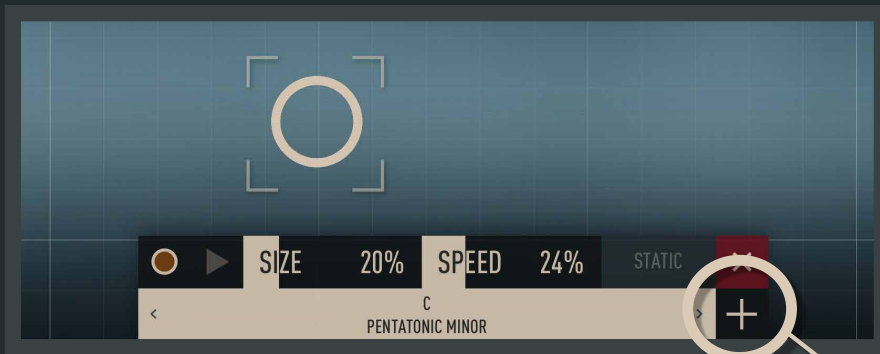 SIZE 20% SPEED 24% STATIC
C
PENTATONIC MINOR